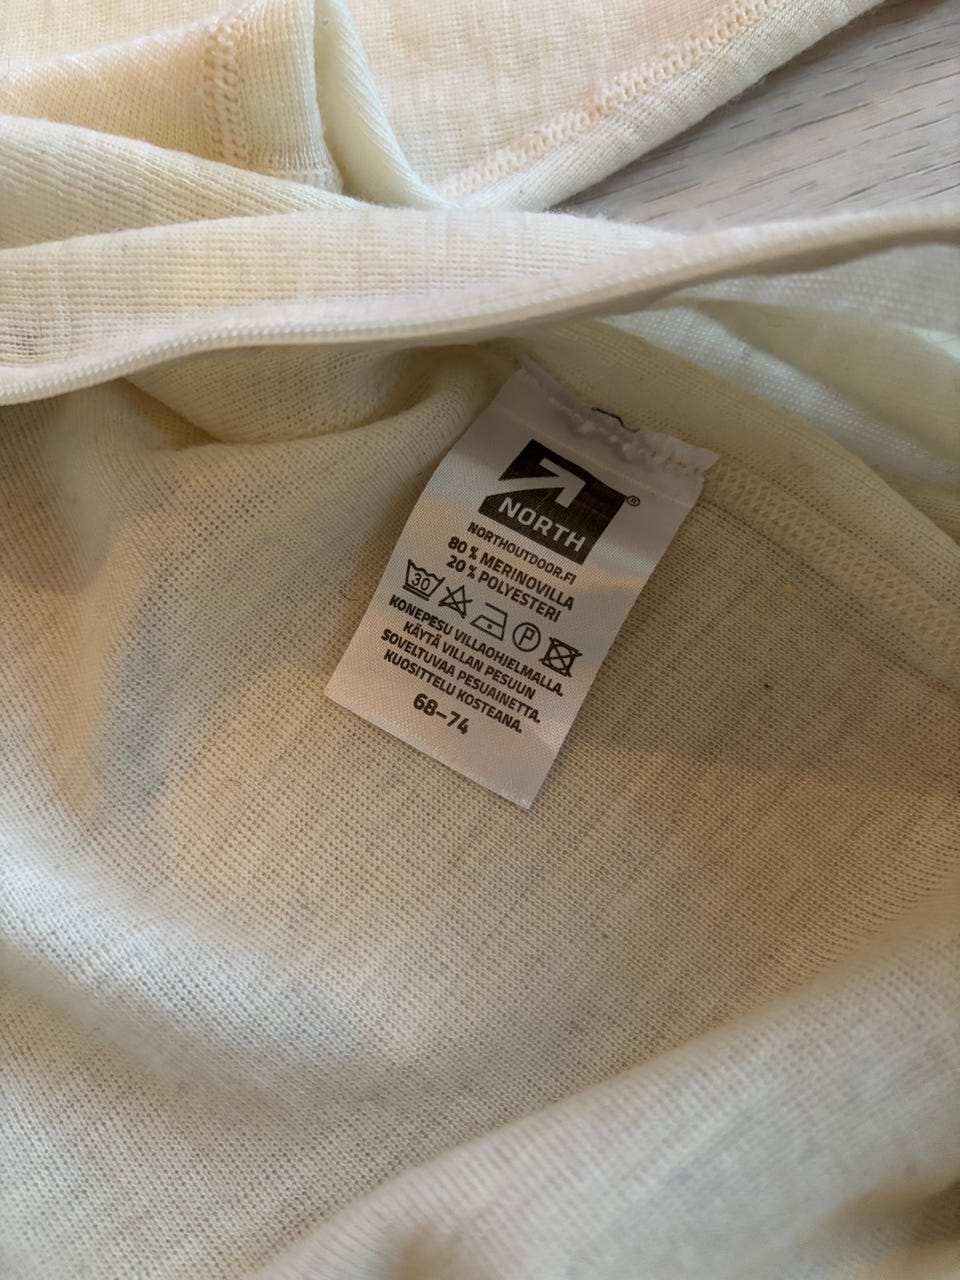 NORTH®
NORTHOUTDOOR.FI
80 % MERINOVILLA
20 % POLYESTERI
30 P
KONEPESU VILLAOHJELMALLA.
KÄYTÄ VILLAN PESUUN
SOVELTUVAA PESUAINETTA.
KUOSITTELU KOSTEANA.
68–74